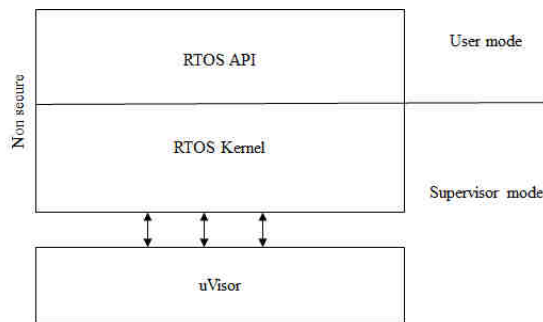 User mode
RTOS API
Non secure
RTOS Kernel
Supervisor mode
uVisor